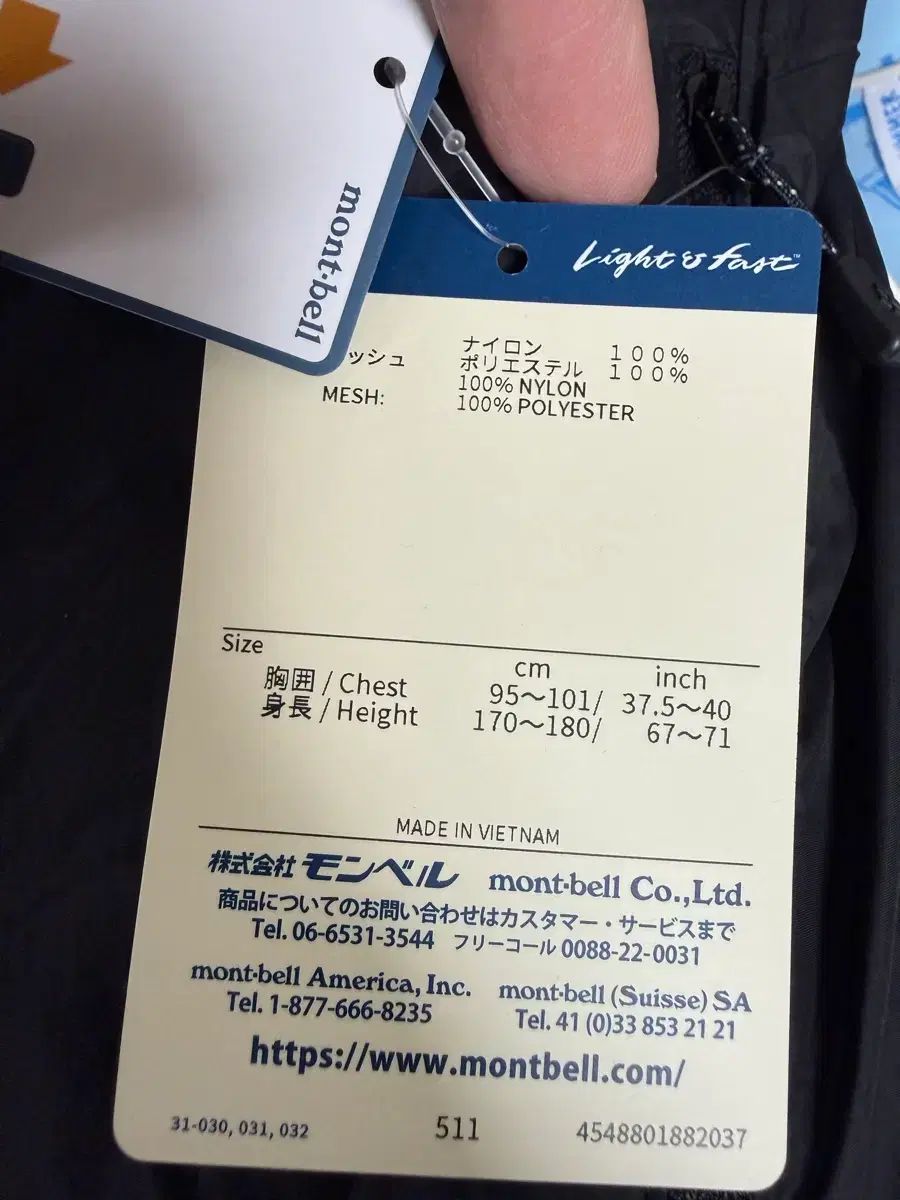 mont·bell
Light & Fast™
ナイロン 100%
ッシュ ポリエステル 100%
100% NYLON
MESH: 100% POLYESTER
Size
cm inch
胸囲 / Chest 95〜101/ 37.5〜40
身長 / Height 170〜180/ 67〜71
MADE IN VIETNAM
株式会社 モンベル mont·bell Co.,Ltd.
商品についてのお問い合わせはカスタマー・サービスまで
Tel. 06-6531-3544 フリーコール 0088-22-0031
mont·bell America, Inc. mont·bell (Suisse) SA
Tel. 1-877-666-8235 Tel. 41 (0)33 853 21 21
https://www.montbell.com/
31-030, 031, 032 511 4548801882037